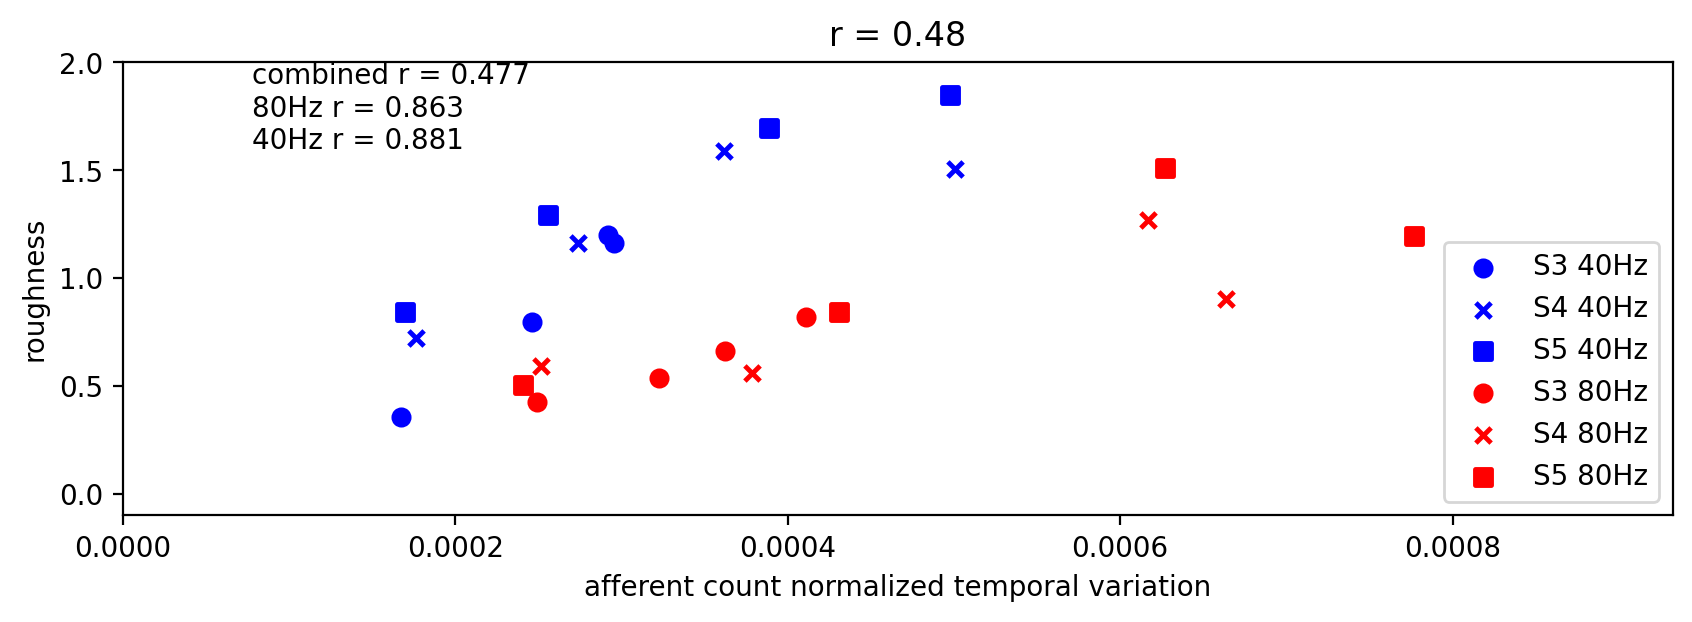 r = 0.48
combined r = 0.477
80Hz r = 0.863
40Hz r = 0.881
roughness
2.0
1.5
1.0
0.5
0.0
0.0000 0.0002 0.0004 0.0006 0.0008
afferent count normalized temporal variation
S3 40Hz
S4 40Hz
S5 40Hz
S3 80Hz
S4 80Hz
S5 80Hz